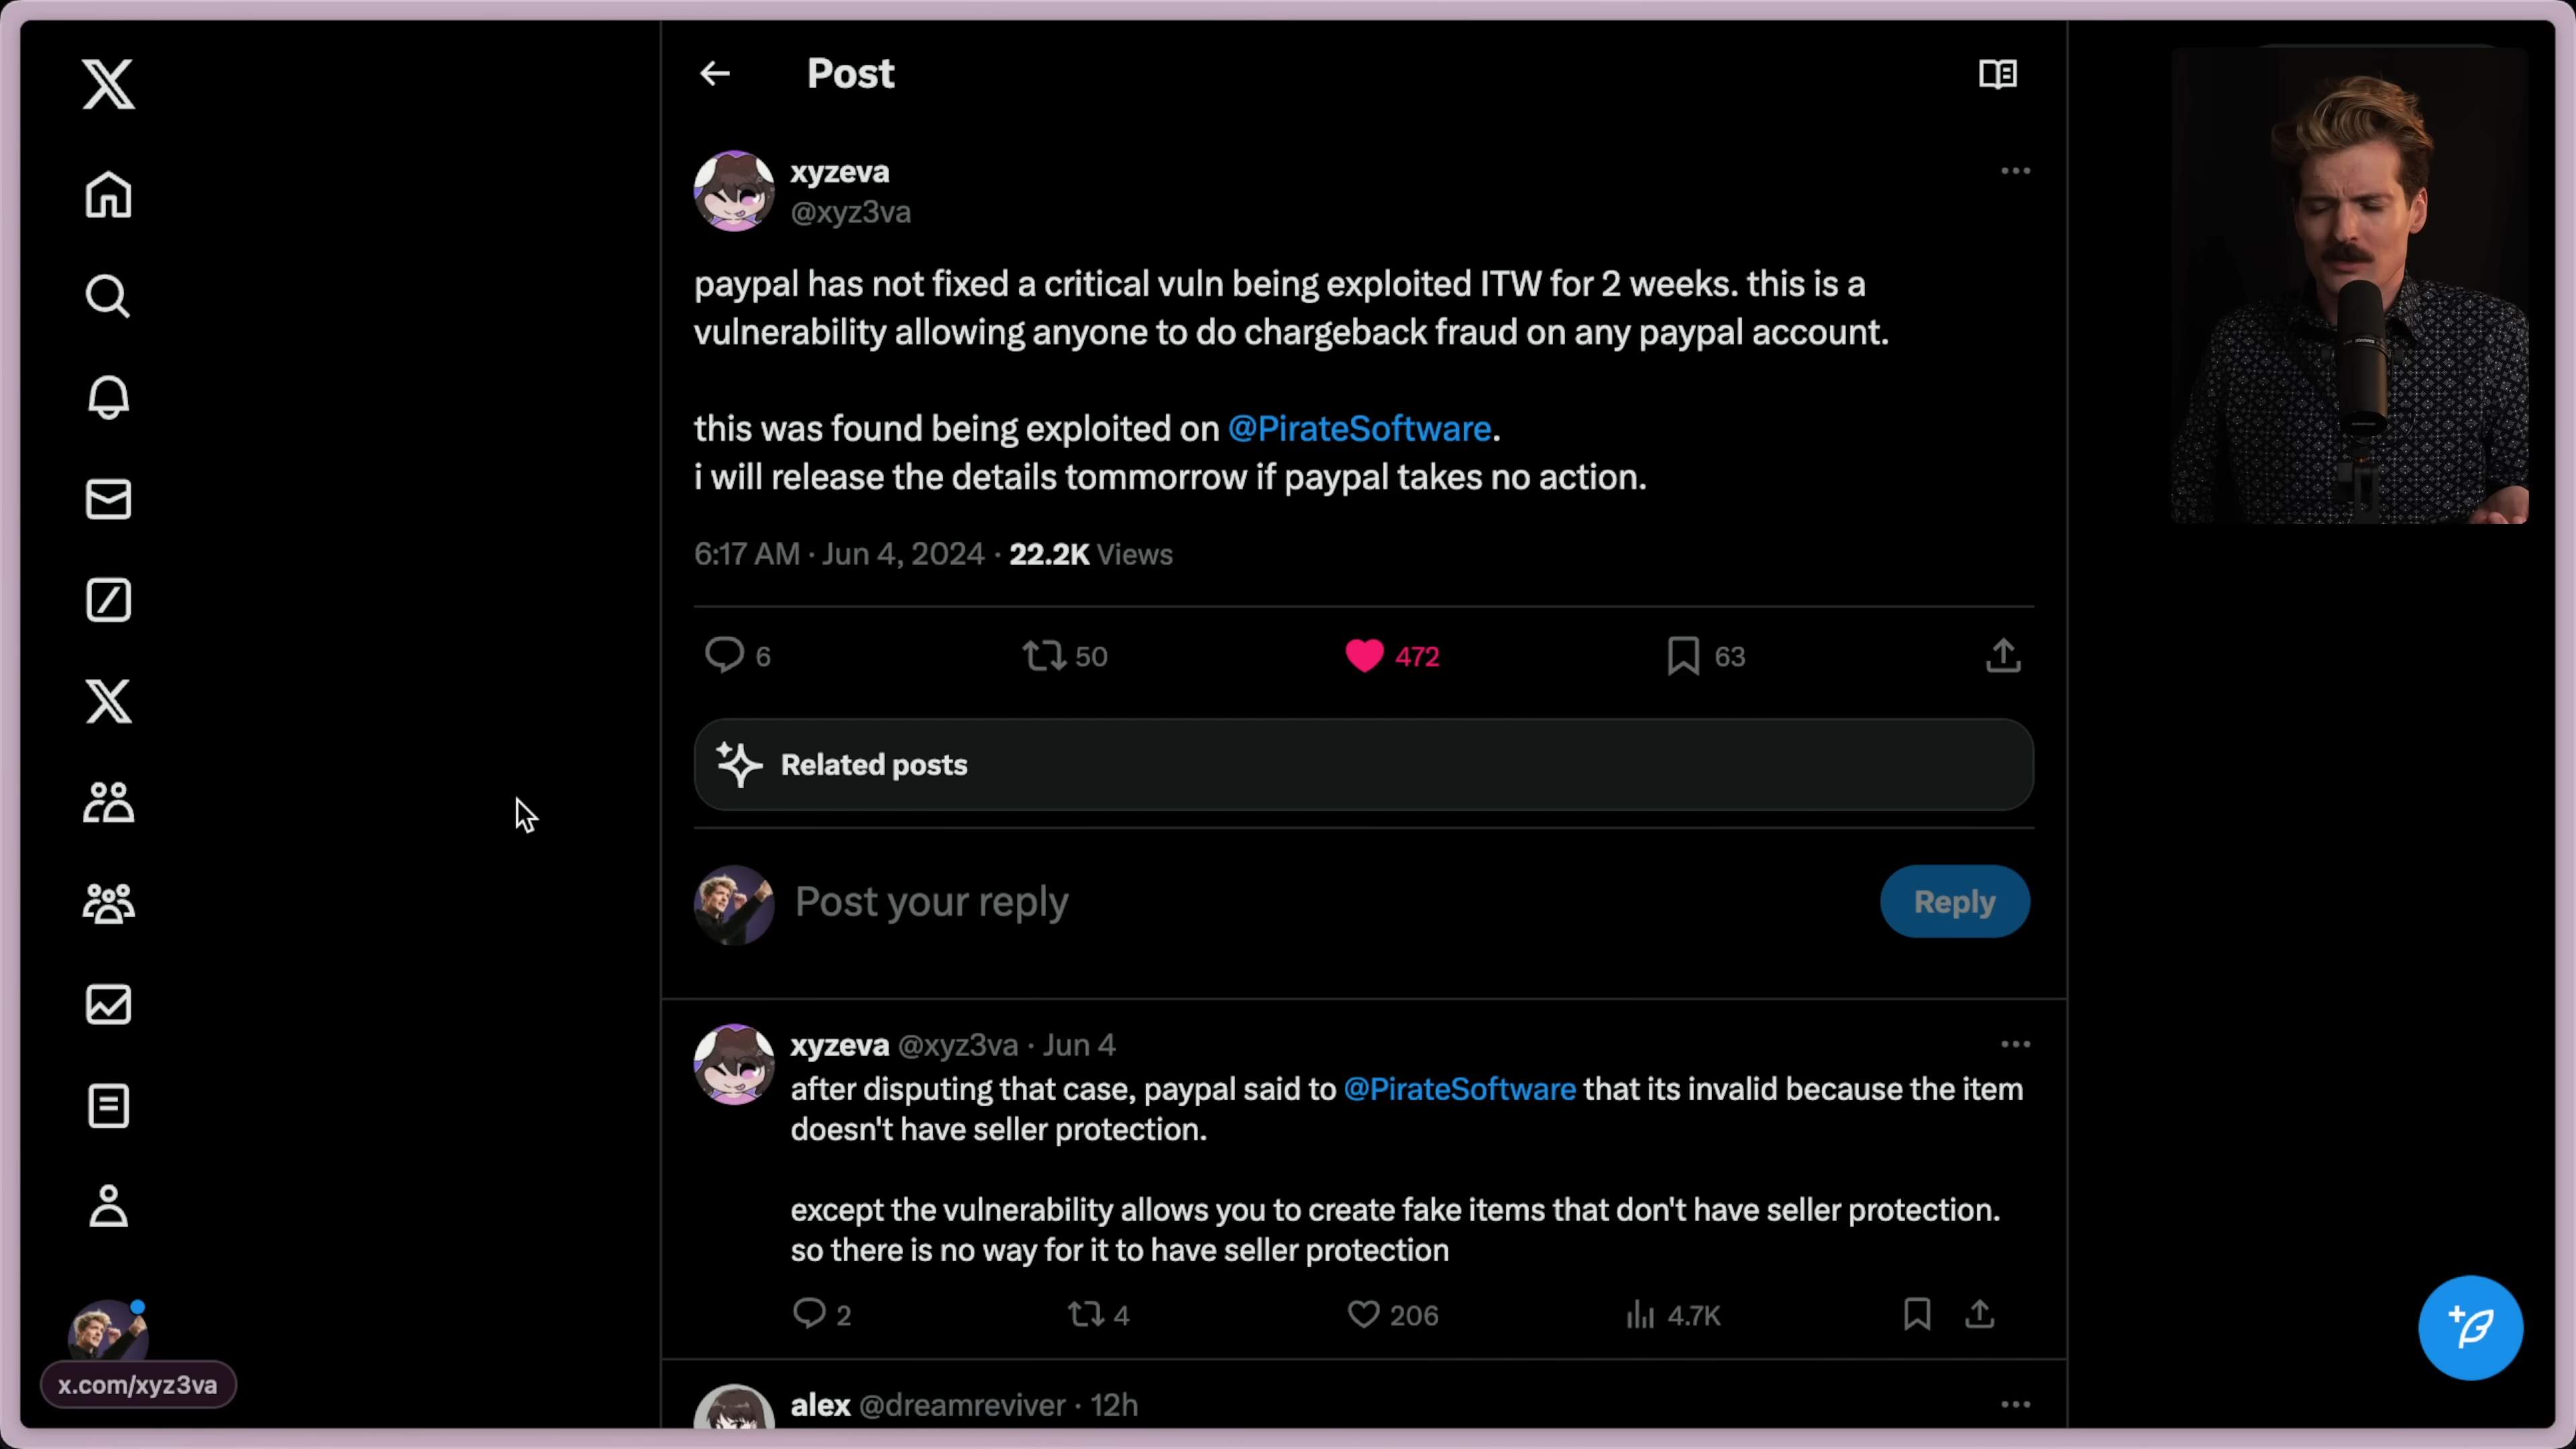 Post
xyzeva
@xyz3va
paypal has not fixed a critical vuln being exploited ITW for 2 weeks. this is a
vulnerability allowing anyone to do chargeback fraud on any paypal account.
this was found being exploited on @PirateSoftware.
i will release the details tommorrow if paypal takes no action.
6:17 AM · Jun 4, 2024 · 22.2K Views
6 50 472 63
Related posts
Post your reply
Reply
xyzeva @xyz3va · Jun 4
after disputing that case, paypal said to @PirateSoftware that its invalid because the item
doesn't have seller protection.
except the vulnerability allows you to create fake items that don't have seller protection.
so there is no way for it to have seller protection
2 4 206 4.7K
x.com/xyz3va
alex @dreamreviver · 12h